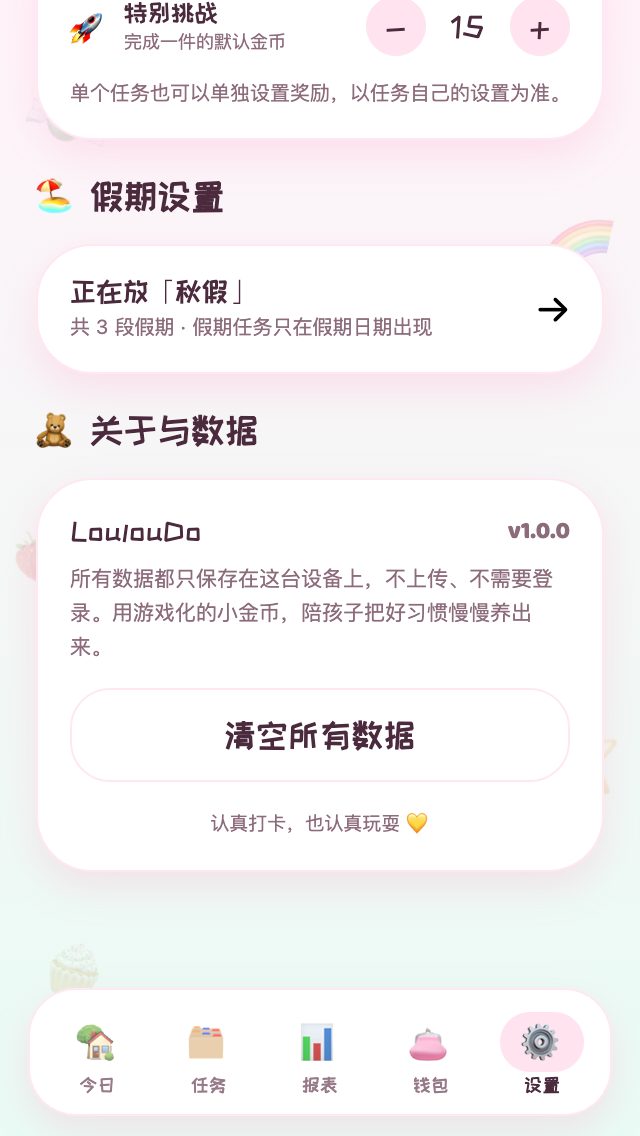 特别挑战
完成一件的默认金币
− 15 +
单个任务也可以单独设置奖励，以任务自己的设置为准。
假期设置
正在放「秋假」
共 3 段假期 · 假期任务只在假期日期出现
关于与数据
LoulouDo
v1.0.0
所有数据都只保存在这台设备上，不上传、不需要登
录。用游戏化的小金币，陪孩子把好习惯慢慢养出
来。
清空所有数据
认真打卡，也认真玩耍 💛
今日
任务
报表
钱包
设置